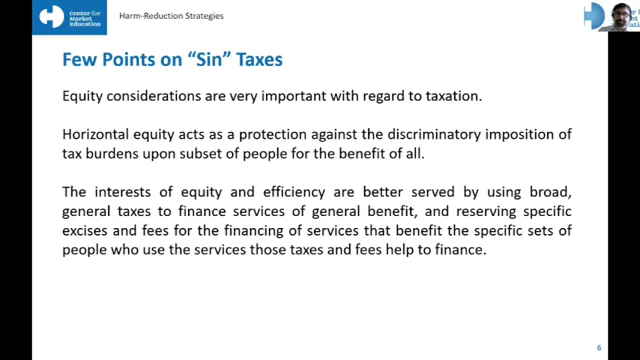 Center for
Market
Education
Harm-Reduction Strategies
Few Points on “Sin” Taxes
Equity considerations are very important with regard to taxation.
Horizontal equity acts as a protection against the discriminatory imposition of
tax burdens upon subset of people for the benefit of all.
The interests of equity and efficiency are better served by using broad,
general taxes to finance services of general benefit, and reserving specific
excises and fees for the financing of services that benefit the specific sets of
people who use the services those taxes and fees help to finance.
6